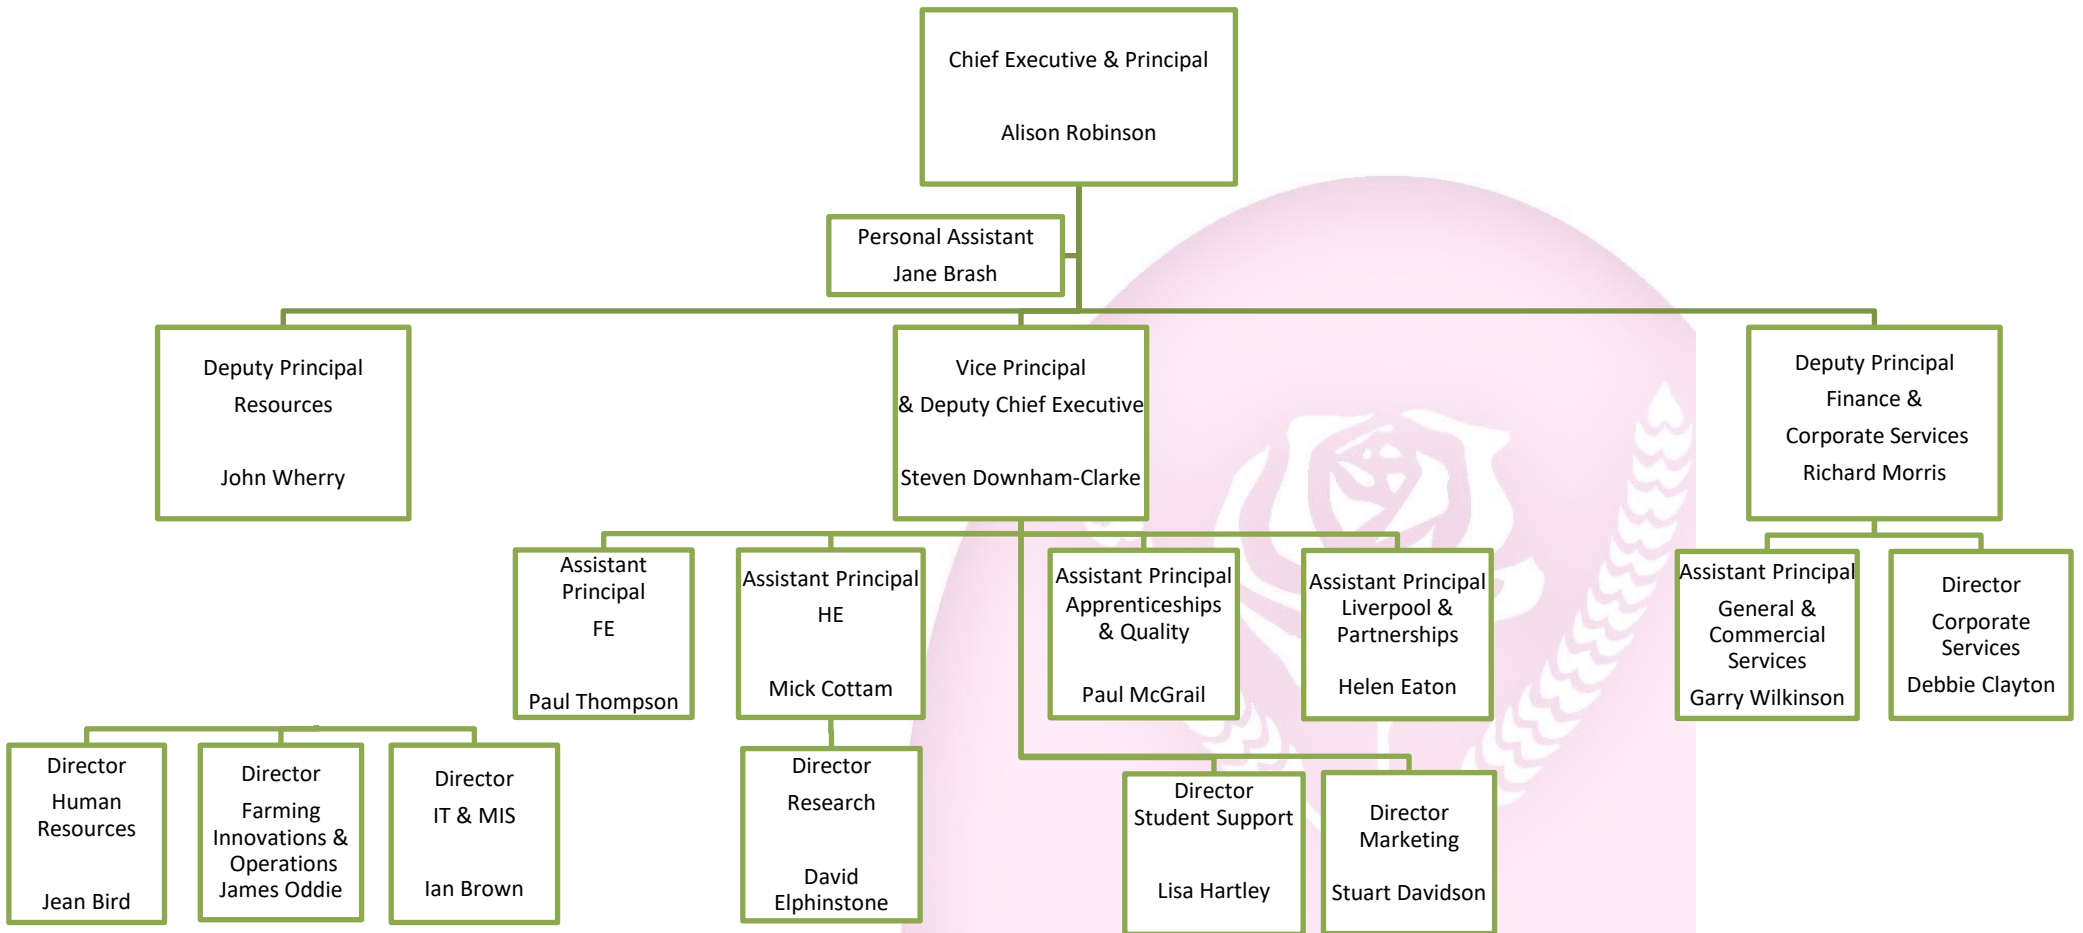 Chief Executive & Principal
Alison Robinson
Personal Assistant
Jane Brash
Deputy Principal
Resources
John Wherry
Vice Principal
& Deputy Chief Executive
Steven Downham-Clarke
Deputy Principal
Finance &
Corporate Services
Richard Morris
Assistant
Principal
FE
Paul Thompson
Assistant Principal
HE
Mick Cottam
Assistant Principal
Apprenticeships
& Quality
Paul McGrail
Assistant Principal
Liverpool &
Partnerships
Helen Eaton
Assistant Principal
General &
Commercial
Services
Garry Wilkinson
Director
Corporate
Services
Debbie Clayton
Director
Human
Resources
Jean Bird
Director
Farming
Innovations &
Operations
James Oddie
Director
IT & MIS
Ian Brown
Director
Research
David
Elphinstone
Director
Student Support
Lisa Hartley
Director
Marketing
Stuart Davidson